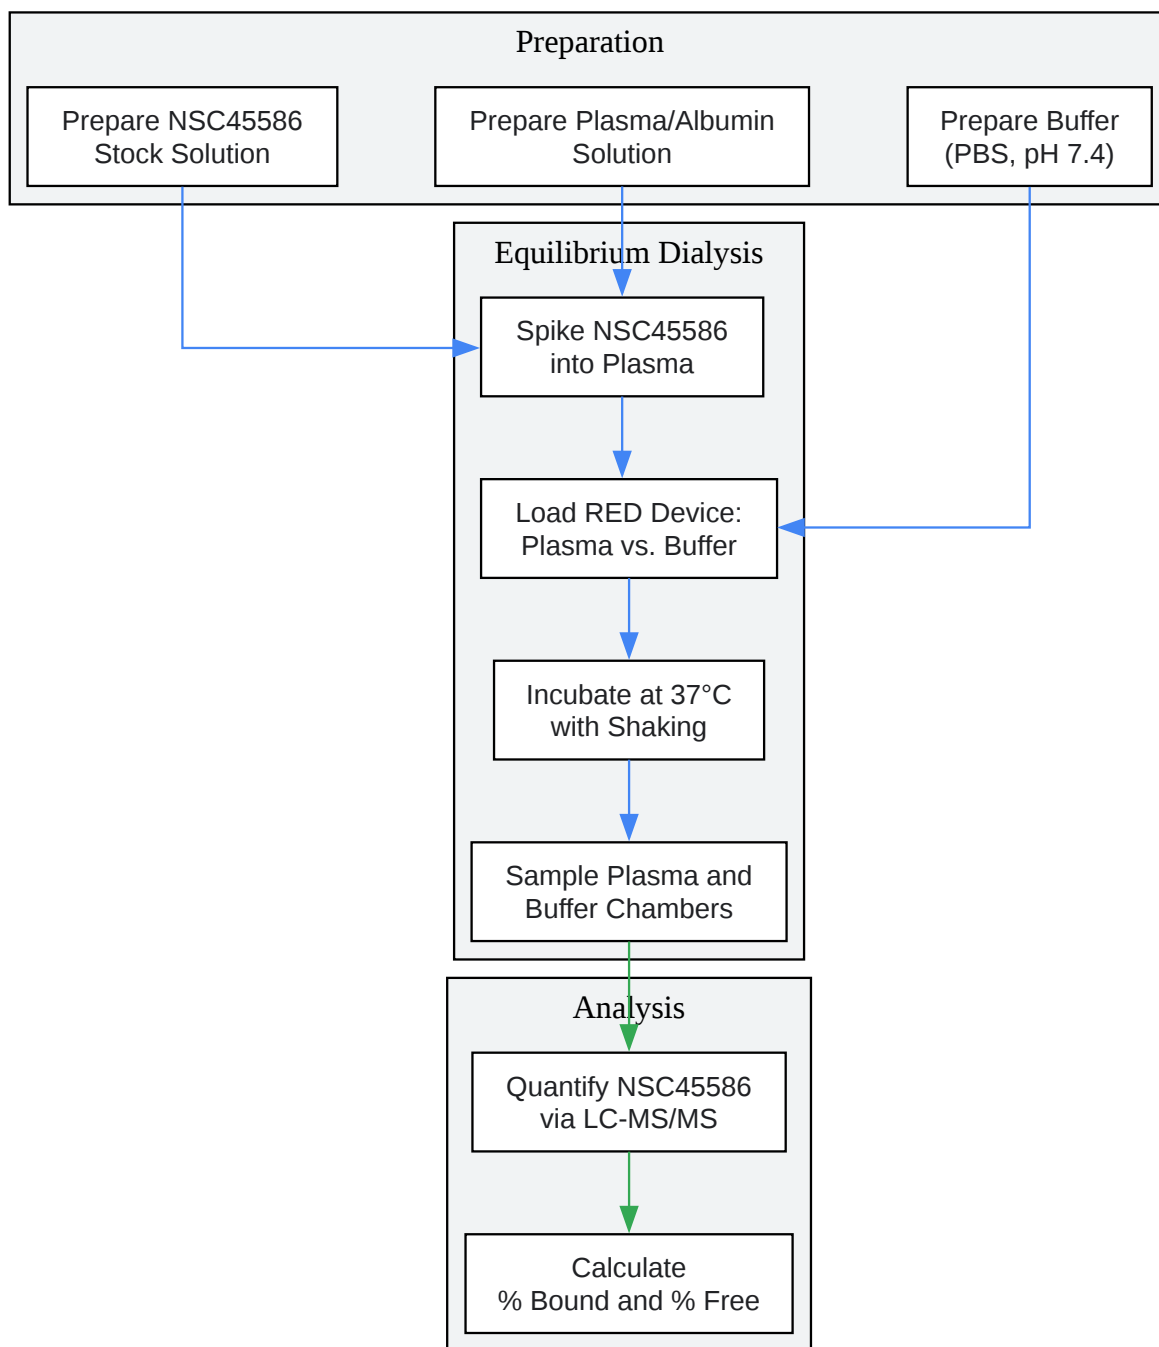 Preparation
Prepare NSC45586
Stock Solution
Prepare Plasma/Albumin
Solution
Prepare Buffer
(PBS, pH 7.4)
Equilibrium Dialysis
Spike NSC45586
into Plasma
Load RED Device:
Plasma vs. Buffer
Incubate at 37°C
with Shaking
Sample Plasma and
Buffer Chambers
Analysis
Quantify NSC45586
via LC-MS/MS
Calculate
% Bound and % Free